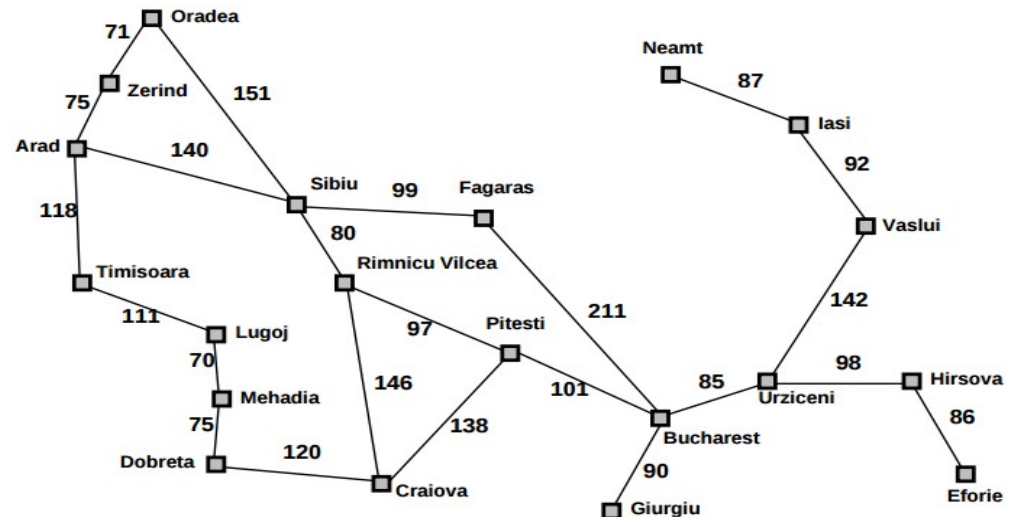 71
Oradea
Neamt
87
75
Zerind
151
Iasi
Arad
140
92
Sibiu
99
Fagaras
118
80
Vaslui
Timisoara
Rimnicu Vilcea
142
111
97
Pitesti
211
Lugoj
70
98
Hirsova
146
101
85
Urziceni
Mehadia
75
138
86
Bucharest
Dobreta
120
90
Craiova
Eforie
Giurgiu